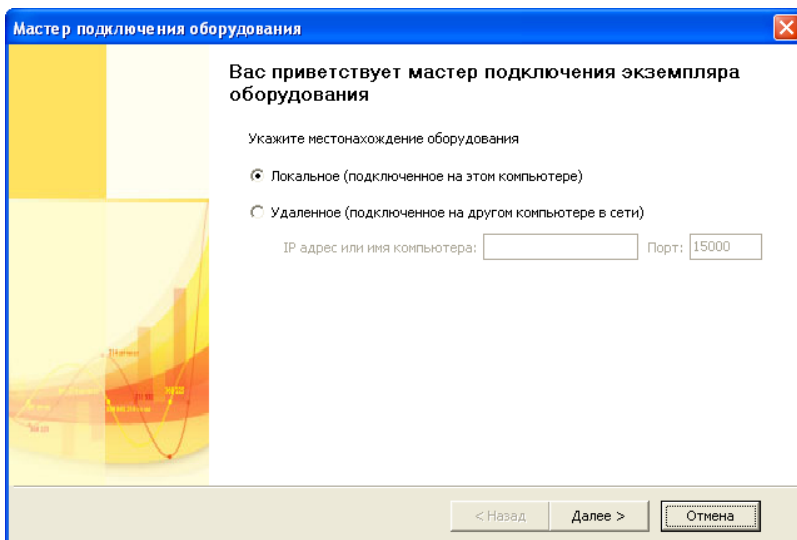 Мастер подключения оборудования
Вас приветствует мастер подключения экземпляра
оборудования
Укажите местонахождение оборудования
Локальное (подключенное на этом компьютере)
Удаленное (подключенное на другом компьютере в сети)
IP адрес или имя компьютера: Порт: 15000
< Назад Далее > Отмена